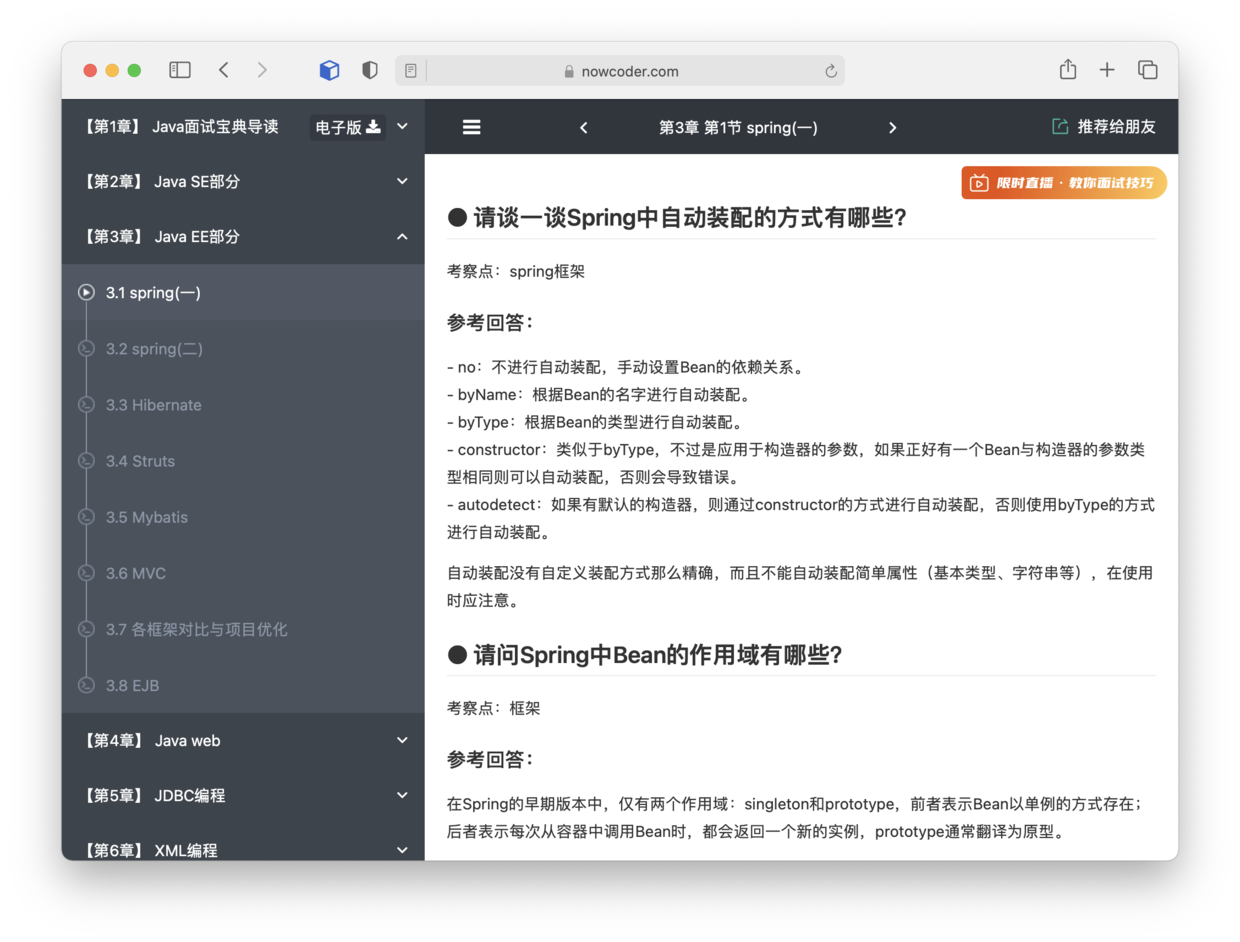 nowcoder.com
【第1章】 Java面试宝典导读
电子版
【第2章】 Java SE部分
【第3章】 Java EE部分
3.1 spring(一)
3.2 spring(二)
3.3 Hibernate
3.4 Struts
3.5 Mybatis
3.6 MVC
3.7 各框架对比与项目优化
3.8 EJB
【第4章】 Java web
【第5章】 JDBC编程
【第6章】 XML编程
第3章 第1节 spring(一)
推荐给朋友
限时直播 · 教你面试技巧
● 请谈一谈Spring中自动装配的方式有哪些?
考察点：spring框架
参考回答：
- no：不进行自动装配，手动设置Bean的依赖关系。
- byName：根据Bean的名字进行自动装配。
- byType：根据Bean的类型进行自动装配。
- constructor：类似于byType，不过是应用于构造器的参数，如果正好有一个Bean与构造器的参数类
型相同则可以自动装配，否则会导致错误。
- autodetect：如果有默认的构造器，则通过constructor的方式进行自动装配，否则使用byType的方式
进行自动装配。
自动装配没有自定义装配方式那么精确，而且不能自动装配简单属性（基本类型、字符串等），在使用
时应注意。
● 请问Spring中Bean的作用域有哪些?
考察点：框架
参考回答：
在Spring的早期版本中，仅有两个作用域：singleton和prototype，前者表示Bean以单例的方式存在；
后者表示每次从容器中调用Bean时，都会返回一个新的实例，prototype通常翻译为原型。